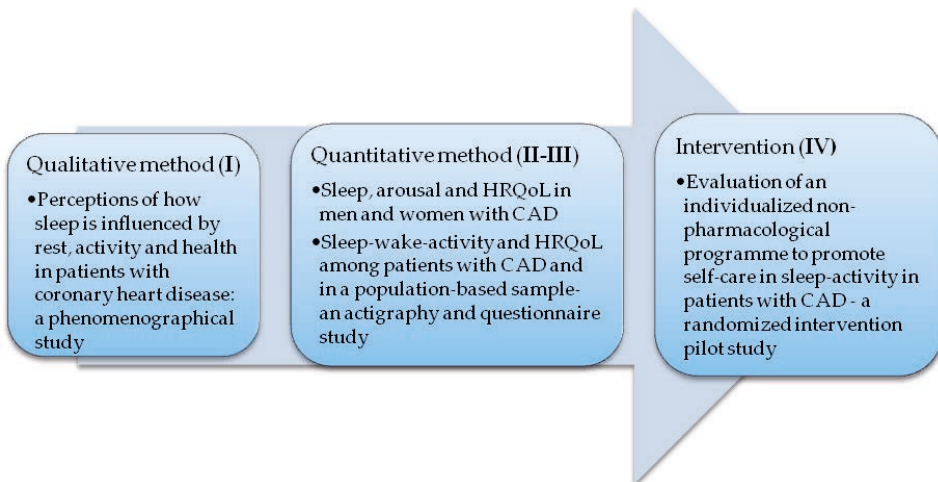 Qualitative method (I)
•Perceptions of how
sleep is influenced by
rest, activity and health
in patients with
coronary heart disease:
a phenomenographical
study
Quantitative method (II-III)
•Sleep, arousal and HRQoL in
men and women with CAD
•Sleep-wake-activity and HRQoL
among patients with CAD and
in a population-based sample-
an actigraphy and questionnaire
study
Intervention (IV)
•Evaluation of an
individualized non-
pharmacological
programme to promote
self-care in sleep-activity in
patients with CAD - a
randomized intervention
pilot study